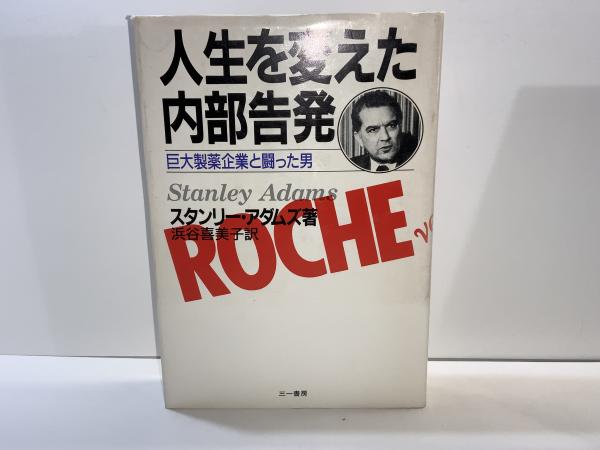 人生を変えた
内部告発
巨大製薬企業と闘った男
Stanley Adams
スタンリー・アダムズ著
浜谷喜美子訳
ROCHE
三一書房